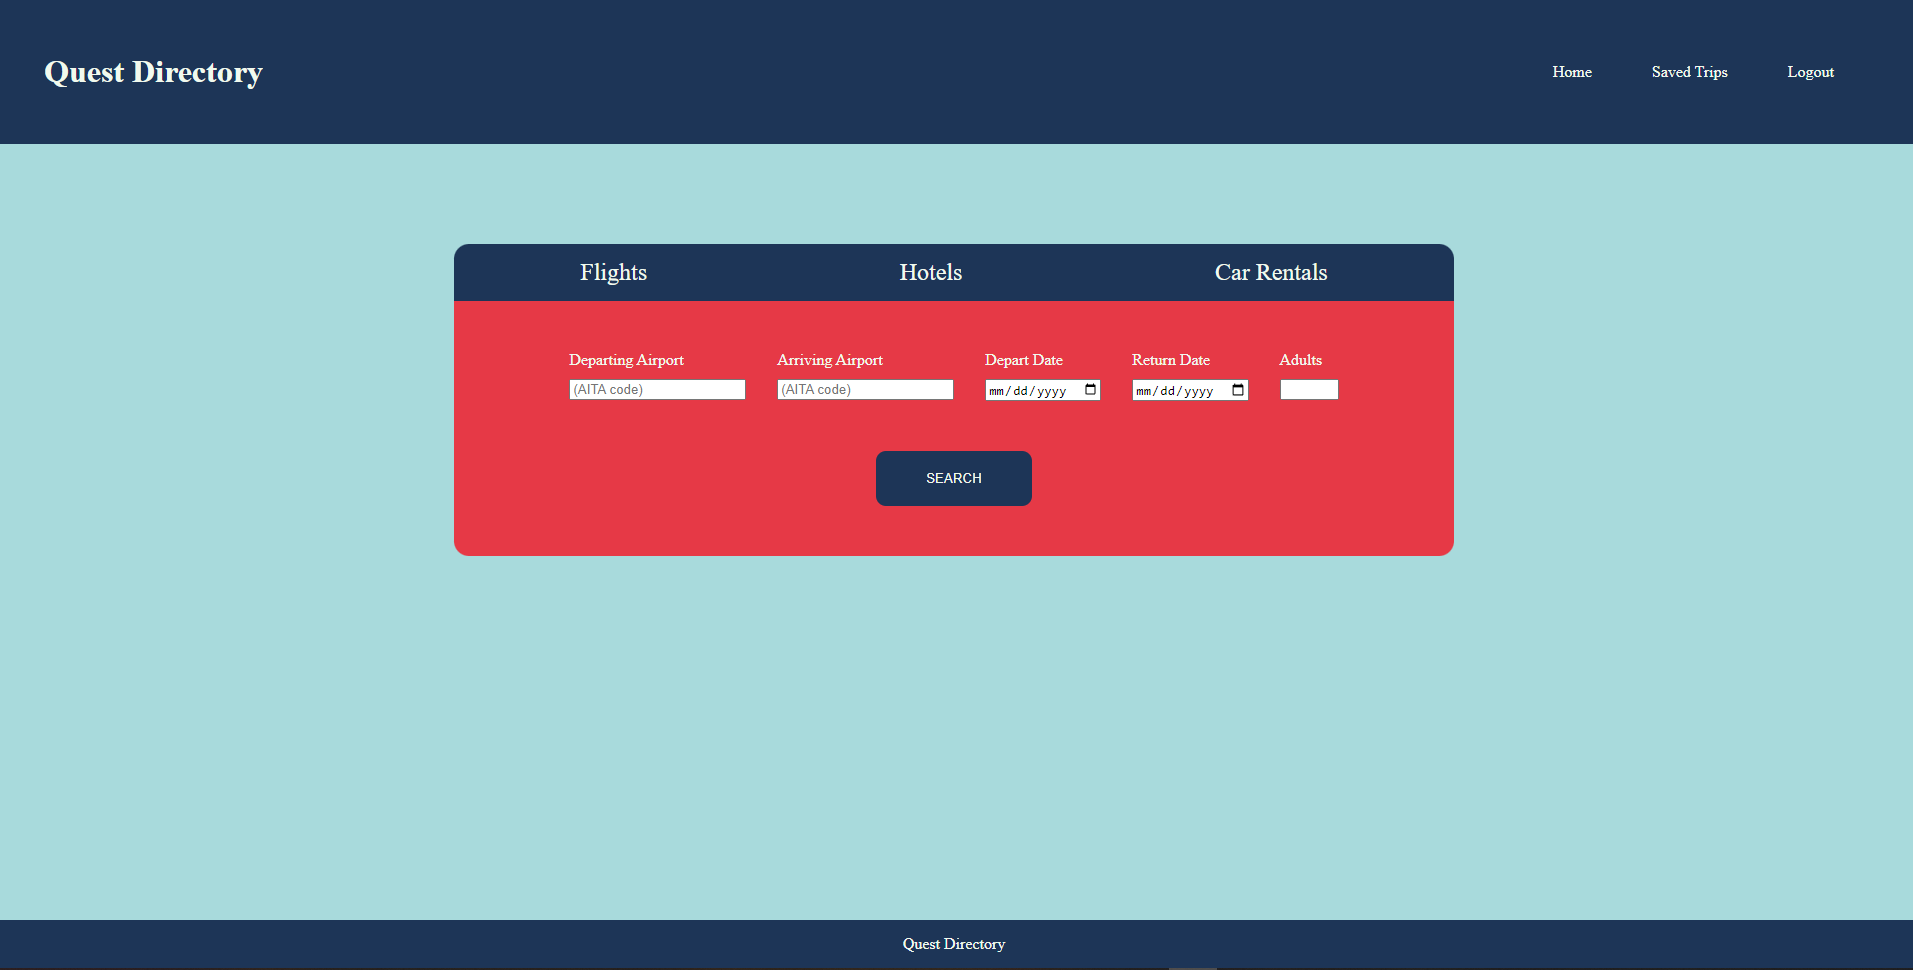 Quest Directory
Home Saved Trips Logout
Flights Hotels Car Rentals
Departing Airport Arriving Airport Depart Date Return Date Adults
(AITA code) (AITA code) mm/dd/yyyy mm/dd/yyyy
SEARCH
Quest Directory